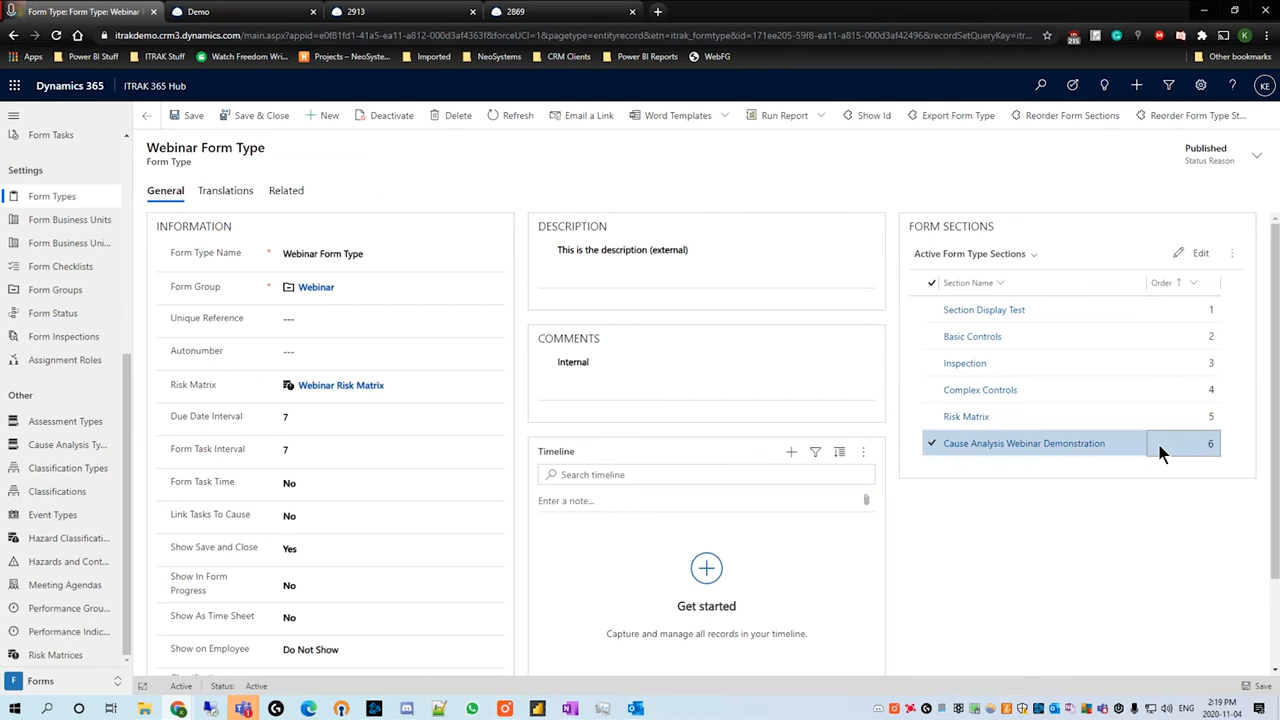 Form Type: Form Type: Webinar F
Demo
2913
2869
itrakdemo.crm3.dynamics.com/main.aspx?appid=e0f81fd1-41a5-ea11-a812-000d3af4363f&forceUCI=1&pagetype=entityrecord&etn=itrak_formtype&id=171ee205-59f8-ea11-a815-000d3af42496&recordSetQueryKey=itr...
215
K
Apps
Power BI Stuff
ITRAK Stuff
Watch Freedom Wri...
Projects – NeoSyste...
Imported
NeoSystems
CRM Clients
Power BI Reports
WebFG
Other bookmarks
Dynamics 365
ITRAK 365 Hub
KE
Save
Save & Close
New
Deactivate
Delete
Refresh
Email a Link
Word Templates
Run Report
Show Id
Export Form Type
Reorder Form Sections
Reorder Form Type St...
Form Tasks
Settings
Form Types
Form Business Units
Form Business Uni...
Form Checklists
Form Groups
Form Status
Form Inspections
Assignment Roles
Other
Assessment Types
Cause Analysis Ty...
Classification Types
Classifications
Event Types
Hazard Classificati...
Hazards and Cont...
Meeting Agendas
Performance Grou...
Performance Indic...
Risk Matrices
F
Forms
Webinar Form Type
Form Type
Published
Status Reason
General
Translations
Related
INFORMATION
Form Type Name * Webinar Form Type
Form Group * Webinar
Unique Reference ---
Autonumber ---
Risk Matrix Webinar Risk Matrix
Due Date Interval 7
Form Task Interval 7
Form Task Time No
Link Tasks To Cause No
Show Save and Close Yes
Show In Form Progress No
Show As Time Sheet No
Show on Employee Do Not Show
DESCRIPTION
This is the description (external)
COMMENTS
Internal
Timeline
Search timeline
Enter a note...
Get started
Capture and manage all records in your timeline.
FORM SECTIONS
Active Form Type Sections
Edit
Section Name
Order
Section Display Test 1
Basic Controls 2
Inspection 3
Complex Controls 4
Risk Matrix 5
Cause Analysis Webinar Demonstration 6
Active
Status: Active
Save
ENG
2:19 PM
2020-11-04